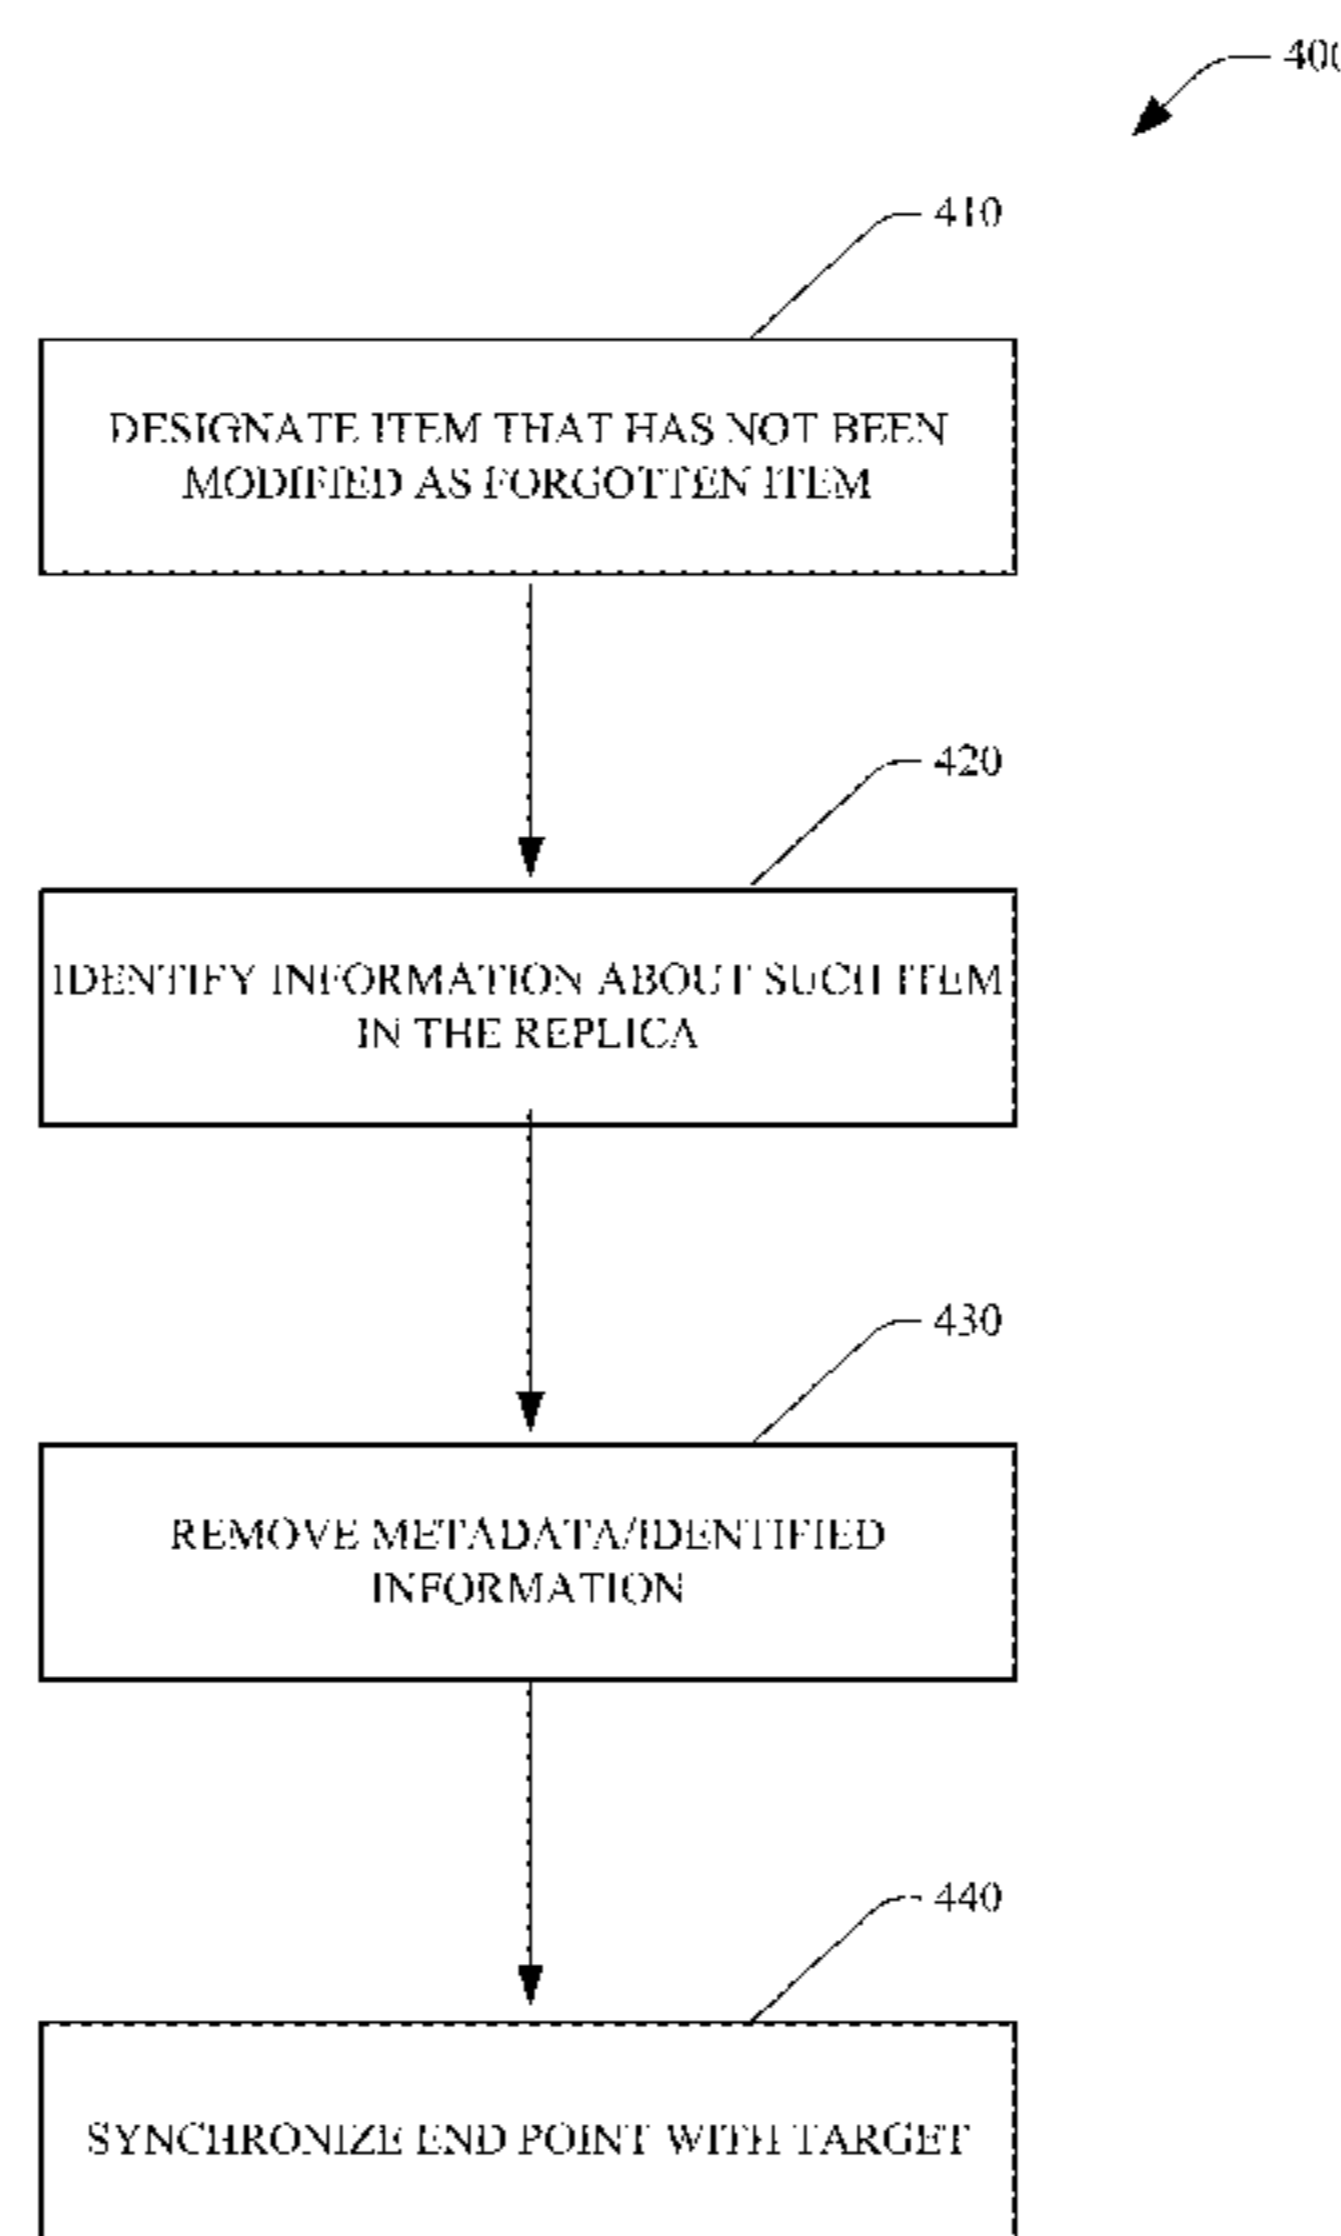 400
410
DESIGNATE ITEM THAT HAS NOT BEEN
MODIFIED AS FORGOTTEN ITEM
420
IDENTIFY INFORMATION ABOUT SUCH ITEM
IN THE REPLICA
430
REMOVE METADATA/IDENTIFIED
INFORMATION
440
SYNCHRONIZE END POINT WITH TARGET